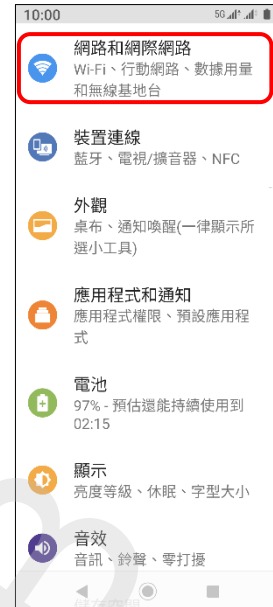 10:00
5G
網路和網際網路
Wi-Fi、行動網路、數據用量
和無線基地台
裝置連線
藍牙、電視/擴音器、NFC
外觀
桌布、通知喚醒(一律顯示所
選小工具)
應用程式和通知
應用程式權限、預設應用程
式
電池
97% - 預估還能持續使用到
02:15
顯示
亮度等級、休眠、字型大小
音效
音訊、鈴聲、零打擾